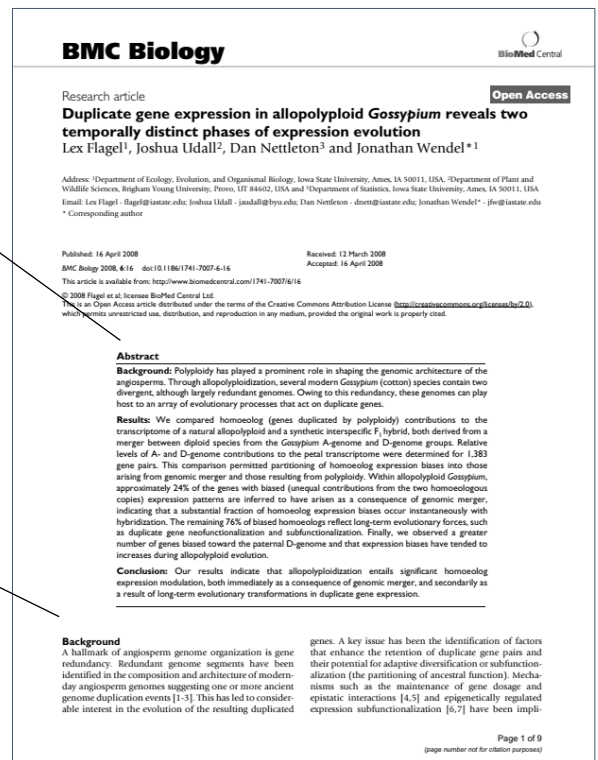 BMC Biology
BioMed Central
Research article
Open Access
Duplicate gene expression in allopolyploid Gossypium reveals two
temporally distinct phases of expression evolution
Lex Flagel1, Joshua Udall2, Dan Nettleton3 and Jonathan Wendel*1
Address: 1Department of Ecology, Evolution, and Organismal Biology, Iowa State University, Ames, IA 50011, USA, 2Department of Plant and
Wildlife Sciences, Brigham Young University, Provo, UT 84602, USA and 3Department of Statistics, Iowa State University, Ames, IA 50011, USA
Email: Lex Flagel - flagel@iastate.edu; Joshua Udall - jaudall@byu.edu; Dan Nettleton - dnett@iastate.edu; Jonathan Wendel* - jfw@iastate.edu
* Corresponding author
Published: 16 April 2008
Received: 12 March 2008
Accepted: 16 April 2008
BMC Biology 2008, 6:16 doi:10.1186/1741-7007-6-16
This article is available from: http://www.biomedcentral.com/1741-7007/6/16
© 2008 Flagel et al; licensee BioMed Central Ltd.
This is an Open Access article distributed under the terms of the Creative Commons Attribution License (http://creativecommons.org/licenses/by/2.0),
which permits unrestricted use, distribution, and reproduction in any medium, provided the original work is properly cited.
Abstract
Background: Polyploidy has played a prominent role in shaping the genomic architecture of the
angiosperms. Through allopolyploidization, several modern Gossypium (cotton) species contain two
divergent, although largely redundant genomes. Owing to this redundancy, these genomes can play
host to an array of evolutionary processes that act on duplicate genes.
Results: We compared homoeolog (genes duplicated by polyploidy) contributions to the
transcriptome of a natural allopolyploid and a synthetic interspecific F1 hybrid, both derived from a
merger between diploid species from the Gossypium A-genome and D-genome groups. Relative
levels of A- and D-genome contributions to the petal transcriptome were determined for 1,383
gene pairs. This comparison permitted partitioning of homoeolog expression biases into those
arising from genomic merger and those resulting from polyploidy. Within allopolyploid Gossypium,
approximately 24% of the genes with biased (unequal contributions from the two homoeologous
copies) expression patterns are inferred to have arisen as a consequence of genomic merger,
indicating that a substantial fraction of homoeolog expression biases occur instantaneously with
hybridization. The remaining 76% of biased homoeologs reflect long-term evolutionary forces, such
as duplicate gene neofunctionalization and subfunctionalization. Finally, we observed a greater
number of genes biased toward the paternal D-genome and that expression biases have tended to
increases during allopolyploid evolution.
Conclusion: Our results indicate that allopolyploidization entails significant homoeolog
expression modulation, both immediately as a consequence of genomic merger, and secondarily as
a result of long-term evolutionary transformations in duplicate gene expression.
Background
A hallmark of angiosperm genome organization is gene
redundancy. Redundant genome segments have been
identified in the composition and architecture of modern-
day angiosperm genomes suggesting one or more ancient
genome duplication events [1-3]. This has led to consider-
able interest in the evolution of the resulting duplicated
genes. A key issue has been the identification of factors
that enhance the retention of duplicate gene pairs and
their potential for adaptive diversification or subfunction-
alization (the partitioning of ancestral function). Mecha-
nisms such as the maintenance of gene dosage and
epistatic interactions [4,5] and epigenetically regulated
expression subfunctionalization [6,7] have been impli-
Page 1 of 9
(page number not for citation purposes)